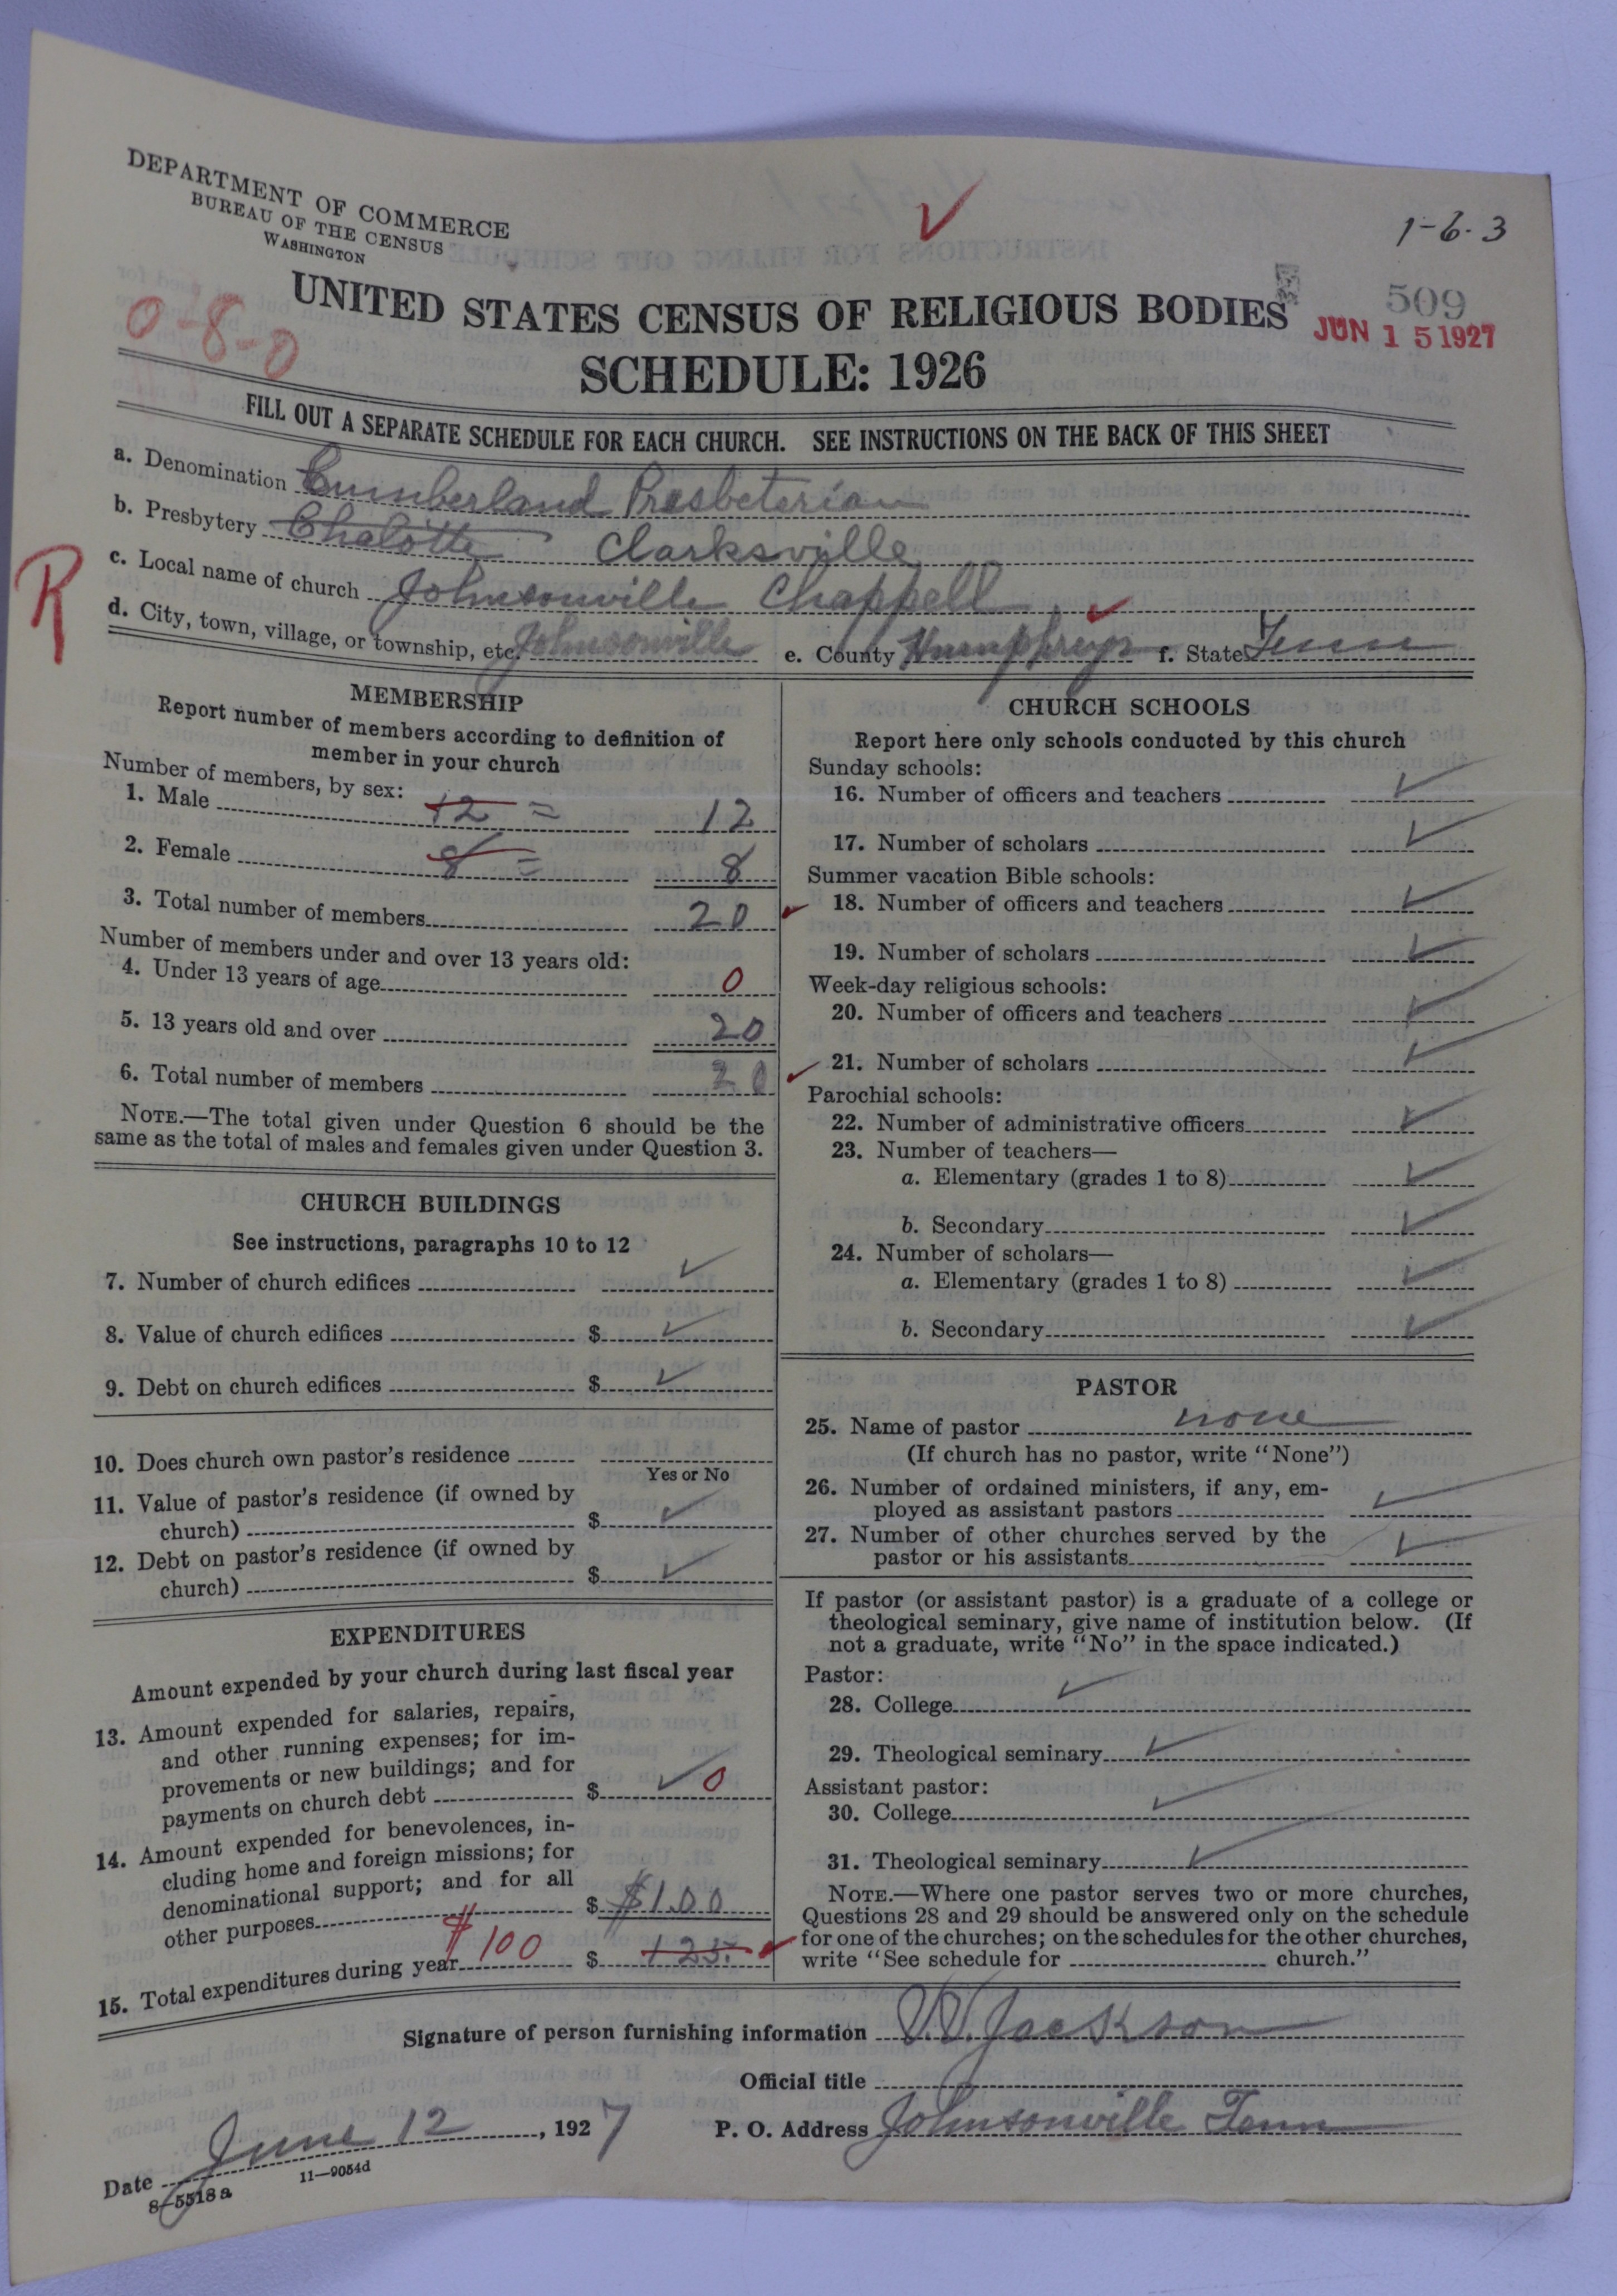 DEPARTMENT OF COMMERCE
BUREAU OF THE CENSUS
WASHINGTON
1-6-3
UNITED STATES CENSUS OF RELIGIOUS BODIES
509
JUN 15 1927
0-8-0
SCHEDULE: 1926
FILL OUT A SEPARATE SCHEDULE FOR EACH CHURCH. SEE INSTRUCTIONS ON THE BACK OF THIS SHEET
a. Denomination Cumberland Presbeterian
b. Presbytery Chalotte Clarksville
R
c. Local name of church Johnsonville Chappell
d. City, town, village, or township, etc. Johnsonville e. County Humphreys f. State Tenn
MEMBERSHIP
Report number of members according to definition of
member in your church
Number of members, by sex:
1. Male 12 = 12
2. Female 8 = 8
3. Total number of members 20
Number of members under and over 13 years old:
4. Under 13 years of age 0
5. 13 years old and over 20
6. Total number of members 20
NOTE.—The total given under Question 6 should be the
same as the total of males and females given under Question 3.
CHURCH BUILDINGS
See instructions, paragraphs 10 to 12
7. Number of church edifices
8. Value of church edifices $
9. Debt on church edifices $
10. Does church own pastor's residence
Yes or No
11. Value of pastor's residence (if owned by
church) $
12. Debt on pastor's residence (if owned by
church) $
EXPENDITURES
Amount expended by your church during last fiscal year
13. Amount expended for salaries, repairs,
and other running expenses; for im-
provements or new buildings; and for
payments on church debt $ 0
14. Amount expended for benevolences, in-
cluding home and foreign missions; for
denominational support; and for all
other purposes $ $1.00
15. Total expenditures during year $100 $ 125.
CHURCH SCHOOLS
Report here only schools conducted by this church
Sunday schools:
16. Number of officers and teachers
17. Number of scholars
Summer vacation Bible schools:
18. Number of officers and teachers
19. Number of scholars
Week-day religious schools:
20. Number of officers and teachers
21. Number of scholars
Parochial schools:
22. Number of administrative officers
23. Number of teachers—
a. Elementary (grades 1 to 8)
b. Secondary
24. Number of scholars—
a. Elementary (grades 1 to 8)
b. Secondary
PASTOR
25. Name of pastor none
(If church has no pastor, write "None")
26. Number of ordained ministers, if any, em-
ployed as assistant pastors
27. Number of other churches served by the
pastor or his assistants
If pastor (or assistant pastor) is a graduate of a college or
theological seminary, give name of institution below. (If
not a graduate, write "No" in the space indicated.)
Pastor:
28. College
29. Theological seminary
Assistant pastor:
30. College
31. Theological seminary
NOTE.—Where one pastor serves two or more churches,
Questions 28 and 29 should be answered only on the schedule
for one of the churches; on the schedules for the other churches,
write "See schedule for church."
Signature of person furnishing information W. Jackson
Official title
Date June 12, 1927 P. O. Address Johnsonville Tenn
8—5518a 11—9054d